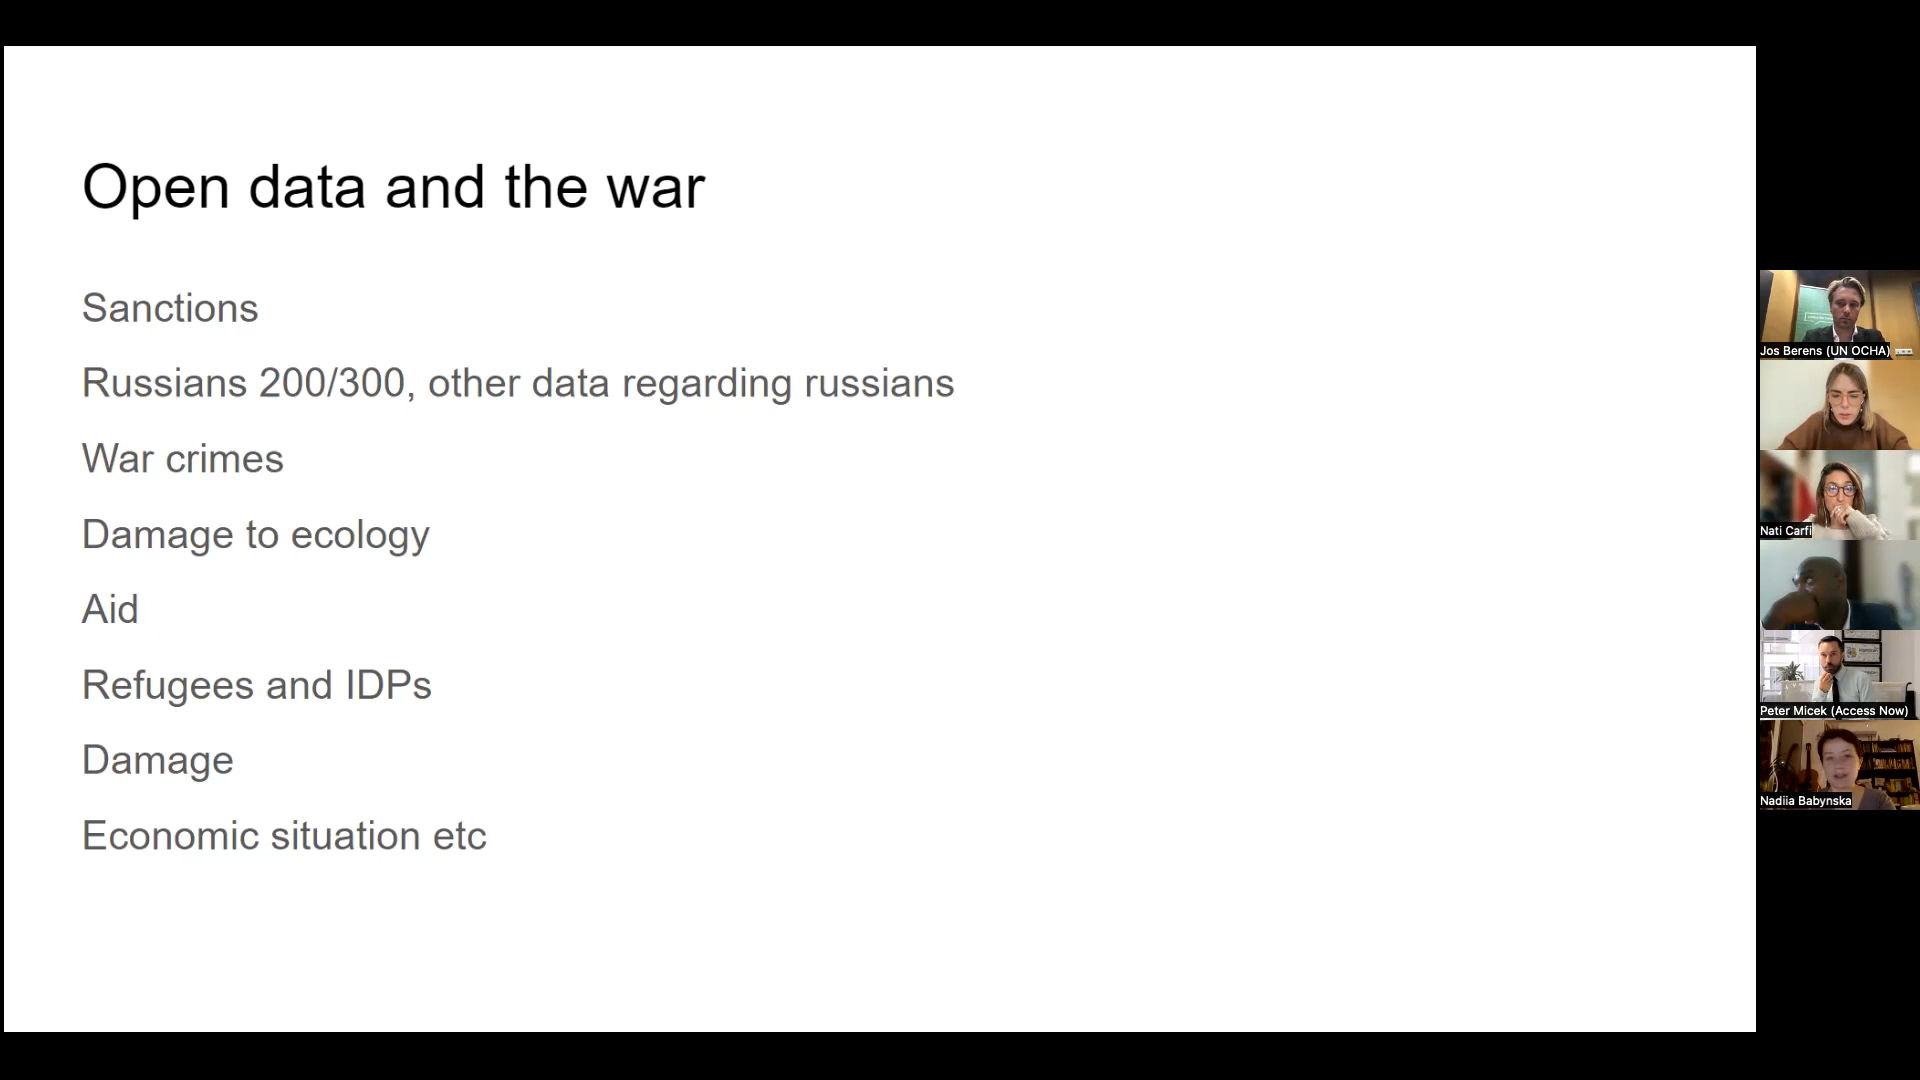 Open data and the war
Sanctions
Russians 200/300, other data regarding russians
War crimes
Damage to ecology
Aid
Refugees and IDPs
Damage
Economic situation etc
Jos Berens (UN OCHA)
Nati Carfi
Peter Micek (Access Now)
Nadiia Babynska